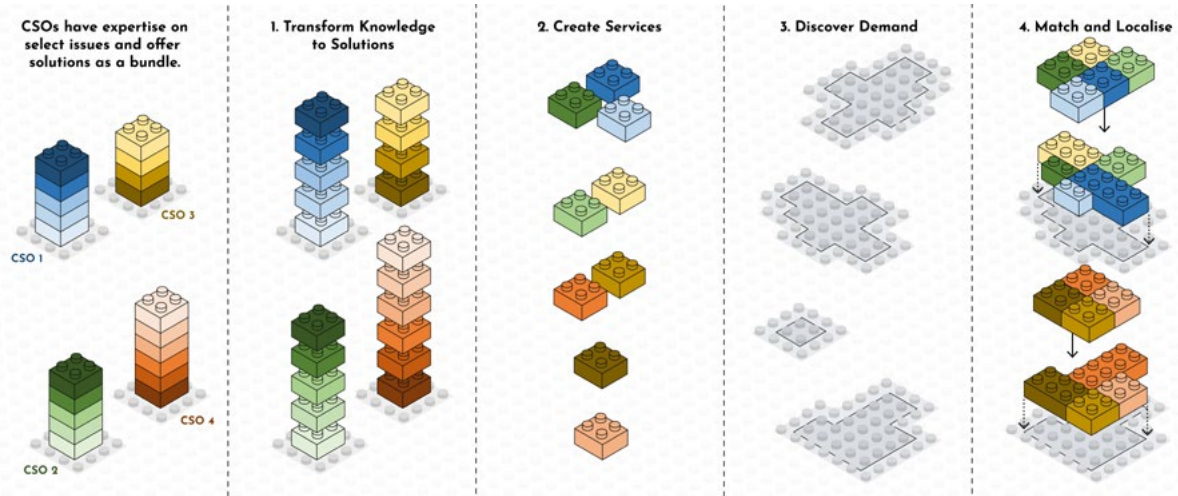 CSOs have expertise on
select issues and offer
solutions as a bundle.
CSO 3
CSO 1
CSO 4
CSO 2
1. Transform Knowledge
to Solutions
2. Create Services
3. Discover Demand
4. Match and Localise